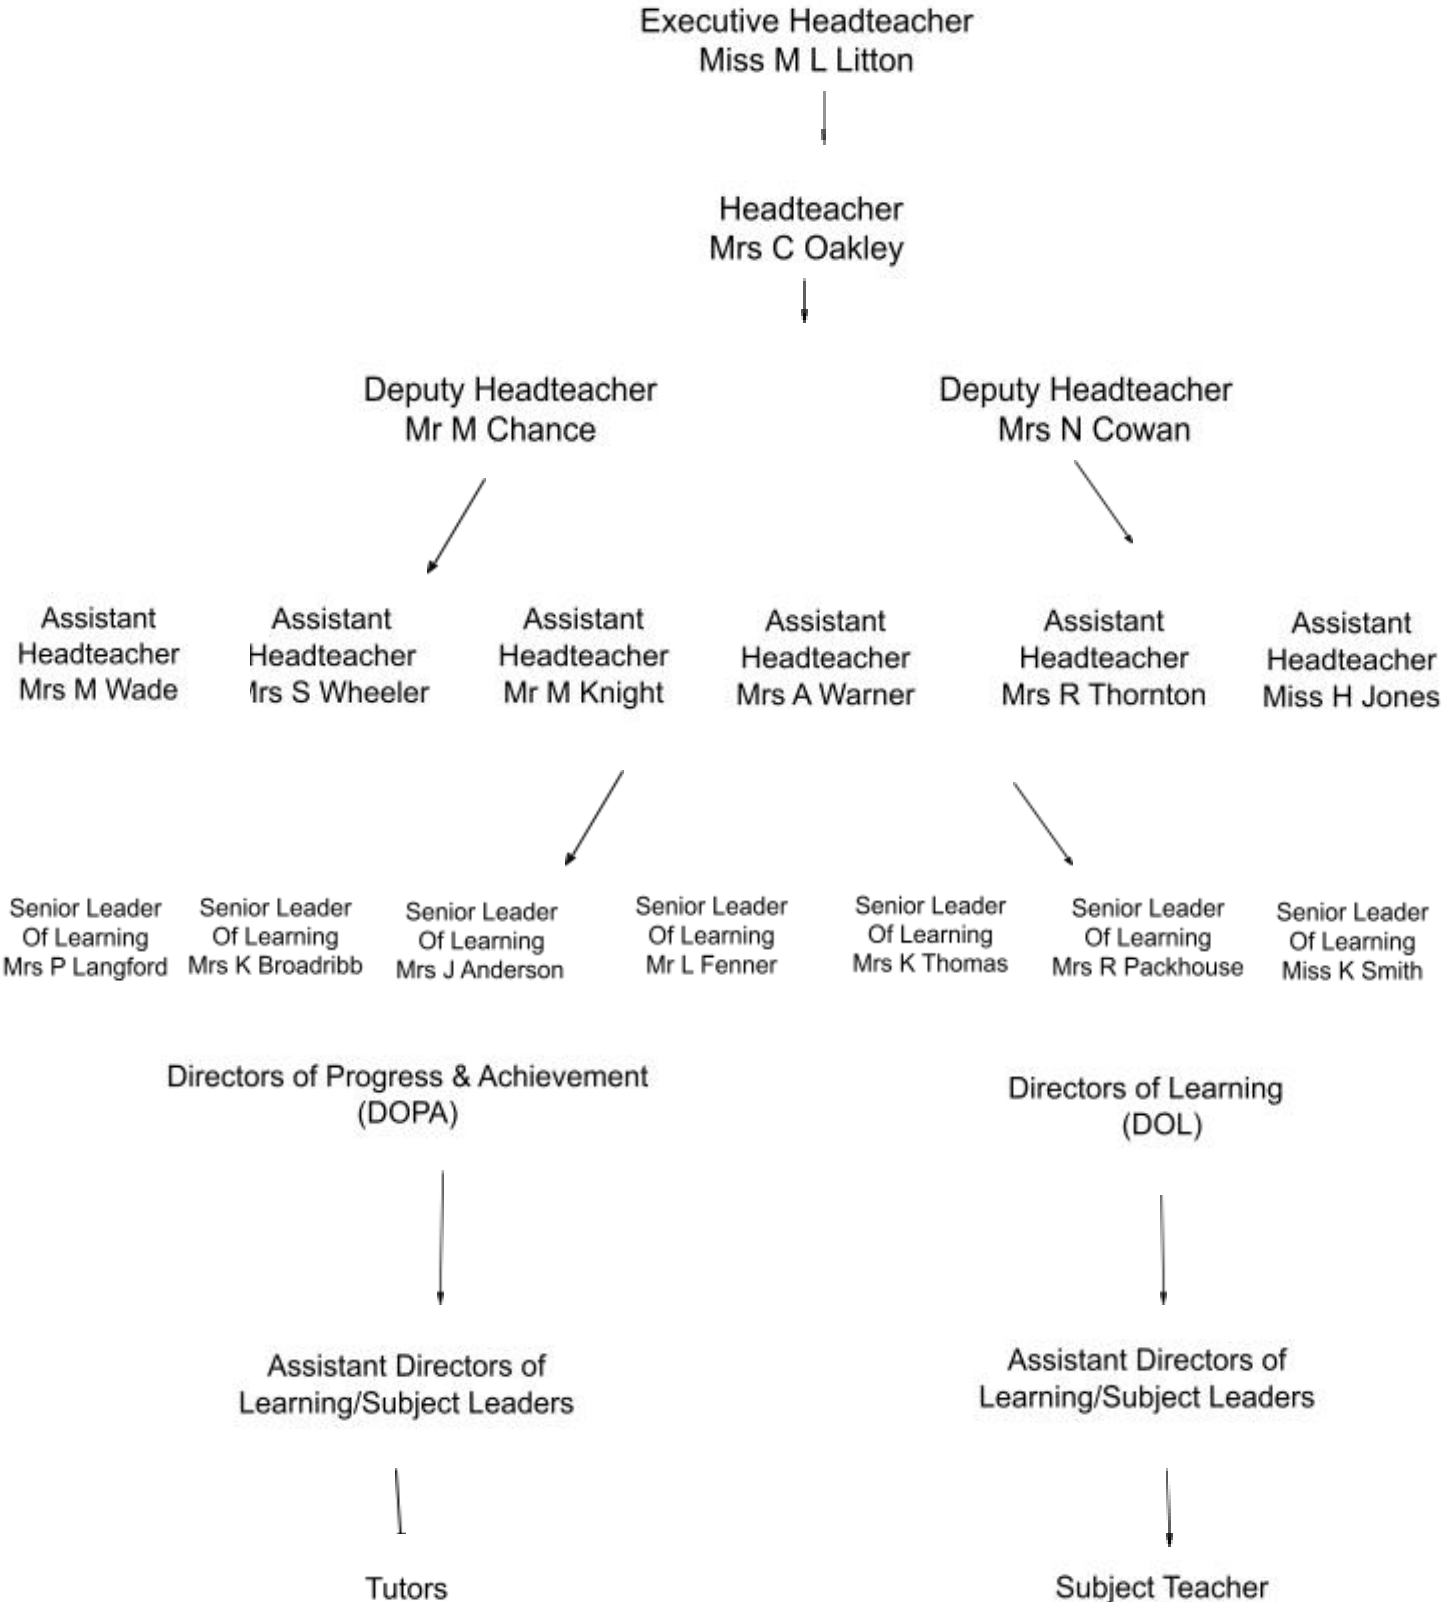 Executive Headteacher
Miss M L Litton
Headteacher
Mrs C Oakley
Deputy Headteacher
Mr M Chance
Deputy Headteacher
Mrs N Cowan
Assistant
Headteacher
Mrs M Wade
Assistant
Headteacher
Mrs S Wheeler
Assistant
Headteacher
Mr M Knight
Assistant
Headteacher
Mrs A Warner
Assistant
Headteacher
Mrs R Thornton
Assistant
Headteacher
Miss H Jones
Senior Leader
Of Learning
Mrs P Langford
Senior Leader
Of Learning
Mrs K Broadribb
Senior Leader
Of Learning
Mrs J Anderson
Senior Leader
Of Learning
Mr L Fenner
Senior Leader
Of Learning
Mrs K Thomas
Senior Leader
Of Learning
Mrs R Packhouse
Senior Leader
Of Learning
Miss K Smith
Directors of Progress & Achievement
(DOPA)
Directors of Learning
(DOL)
Assistant Directors of
Learning/Subject Leaders
Assistant Directors of
Learning/Subject Leaders
Tutors
Subject Teacher